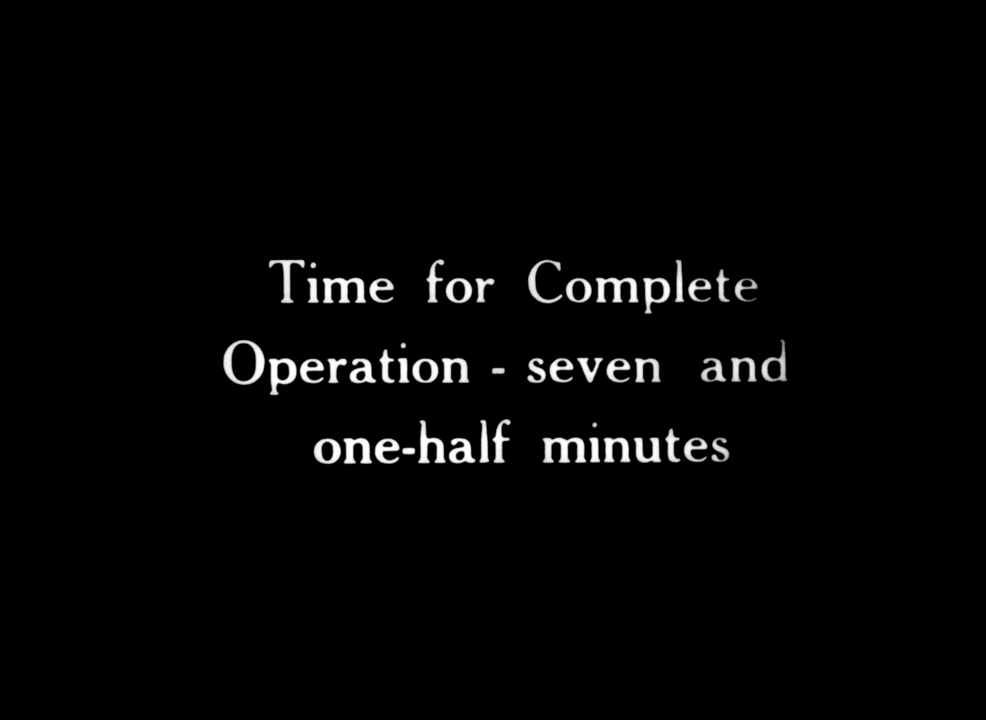 Time for Complete
Operation - seven and
one-half minutes